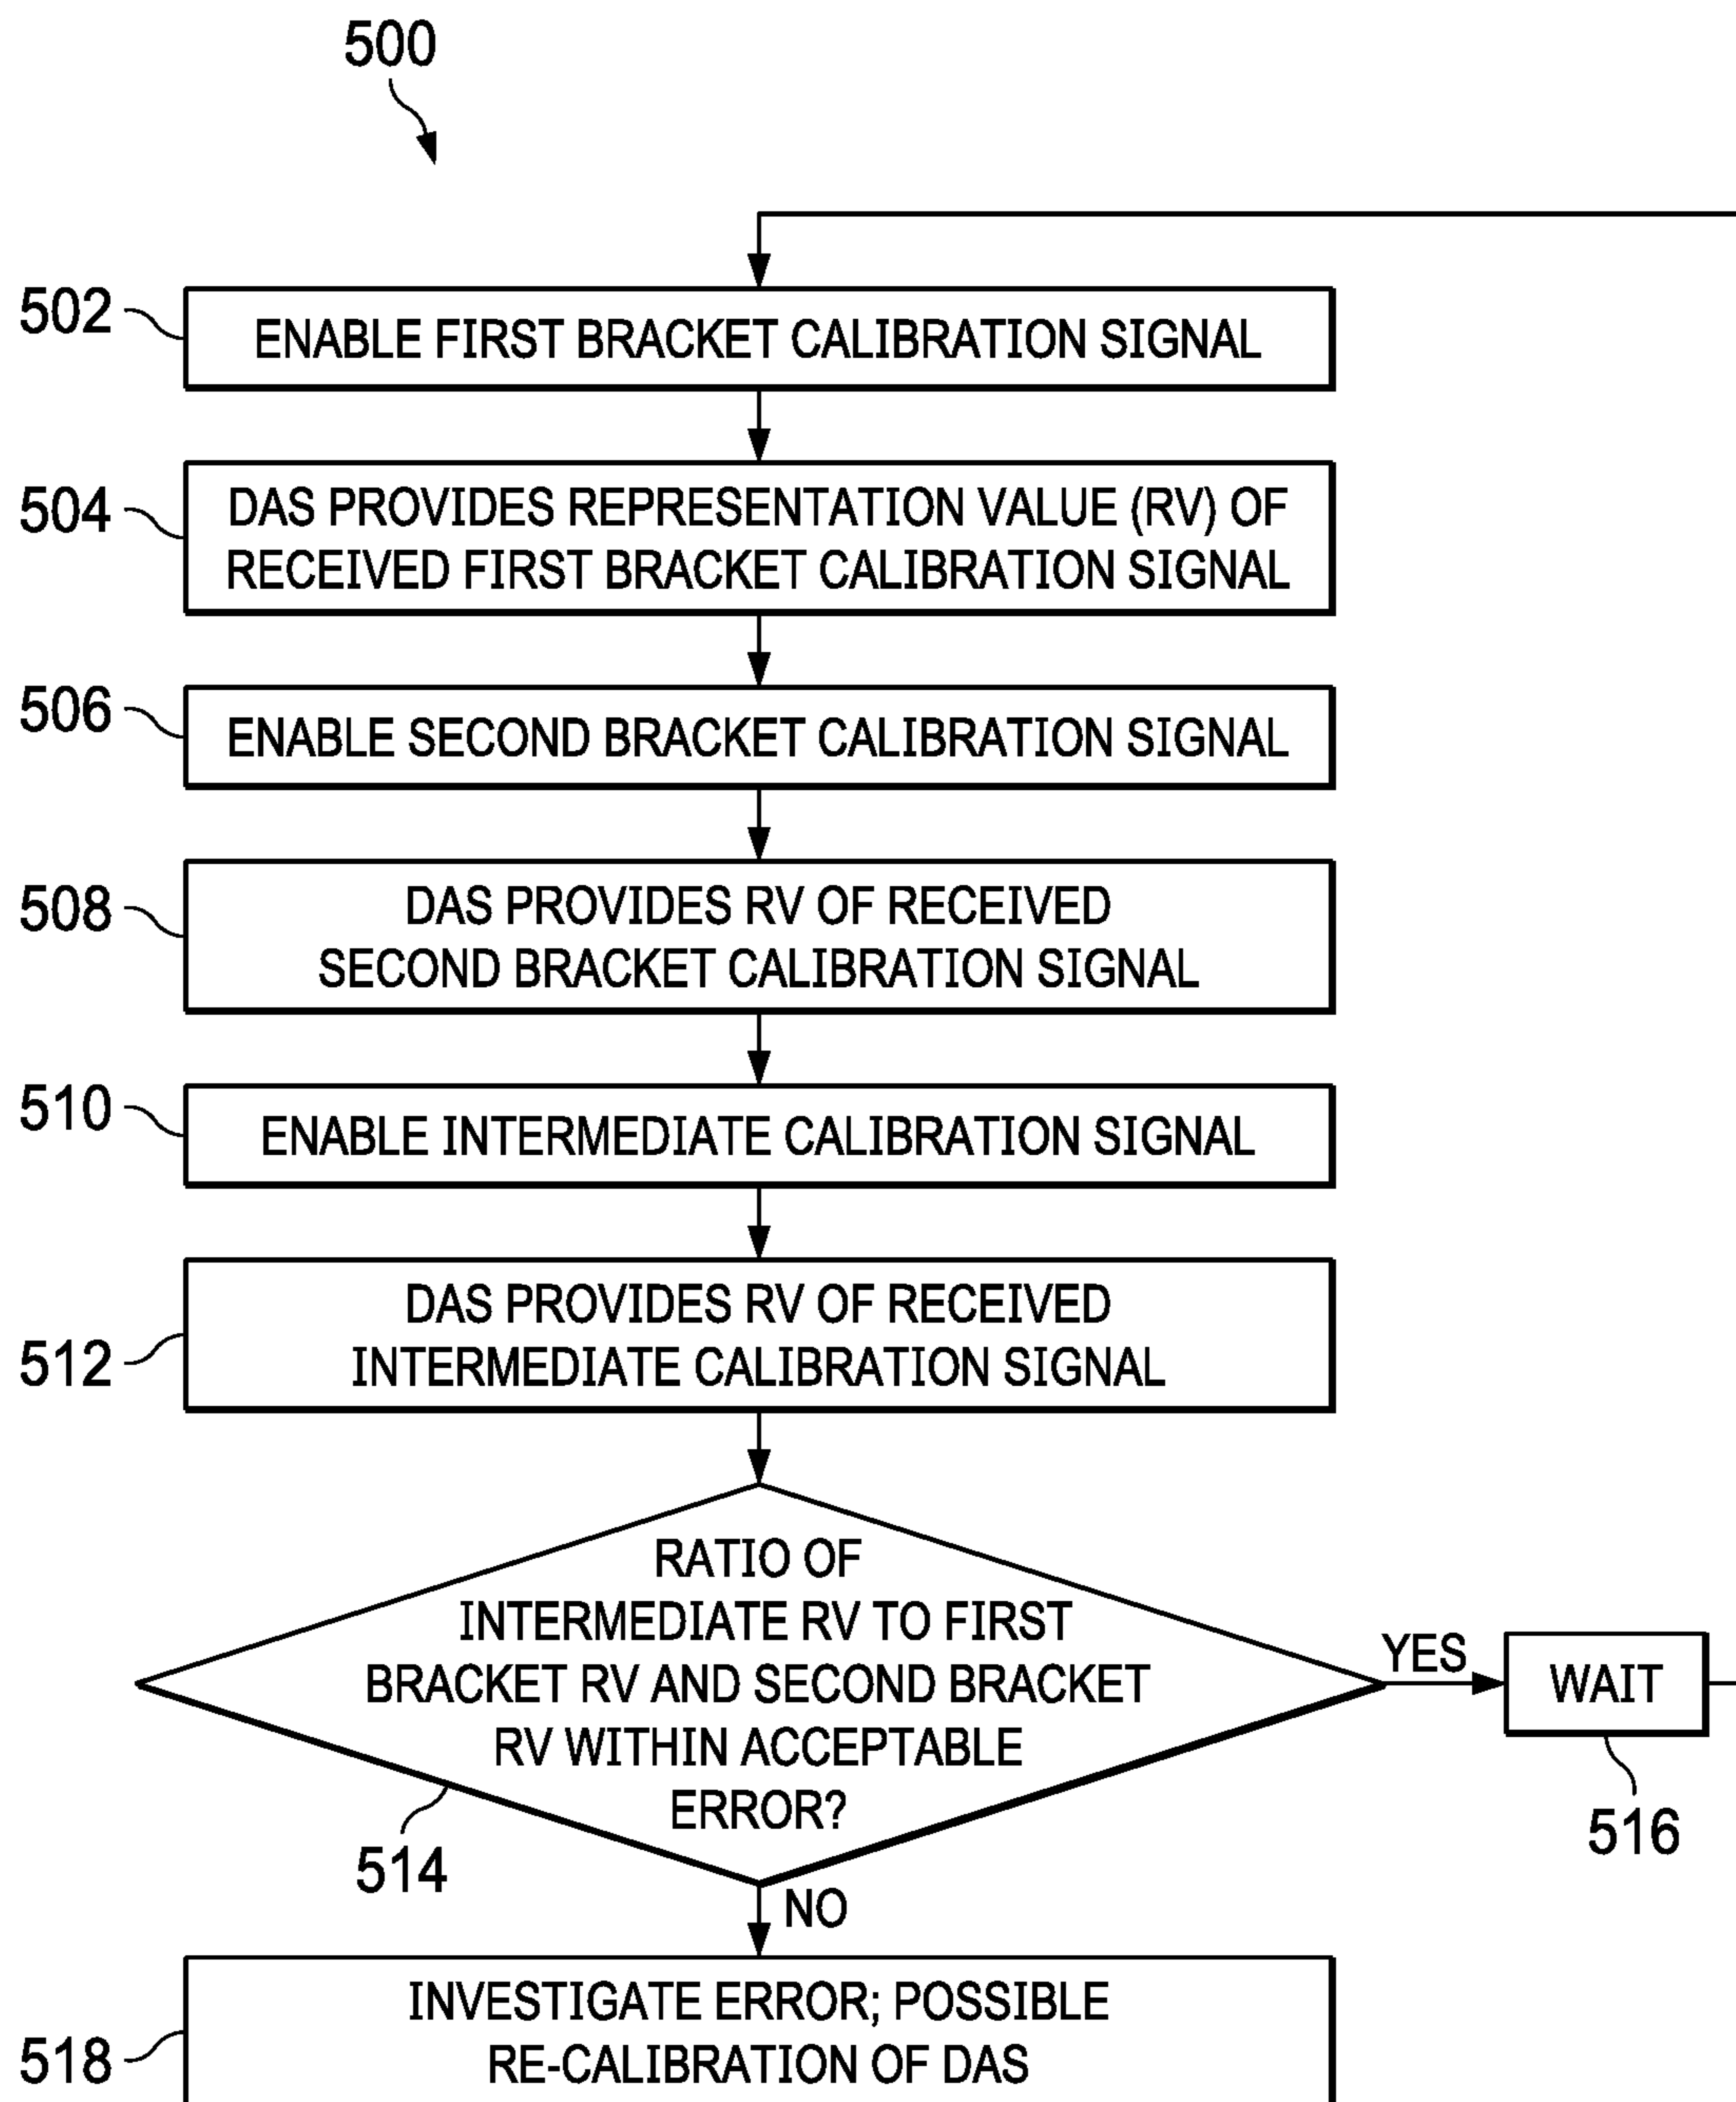 500
502
ENABLE FIRST BRACKET CALIBRATION SIGNAL
504
DAS PROVIDES REPRESENTATION VALUE (RV) OF
RECEIVED FIRST BRACKET CALIBRATION SIGNAL
506
ENABLE SECOND BRACKET CALIBRATION SIGNAL
508
DAS PROVIDES RV OF RECEIVED
SECOND BRACKET CALIBRATION SIGNAL
510
ENABLE INTERMEDIATE CALIBRATION SIGNAL
512
DAS PROVIDES RV OF RECEIVED
INTERMEDIATE CALIBRATION SIGNAL
RATIO OF
INTERMEDIATE RV TO FIRST
BRACKET RV AND SECOND BRACKET
RV WITHIN ACCEPTABLE
ERROR?
514
YES
WAIT
516
NO
518
INVESTIGATE ERROR; POSSIBLE
RE-CALIBRATION OF DAS